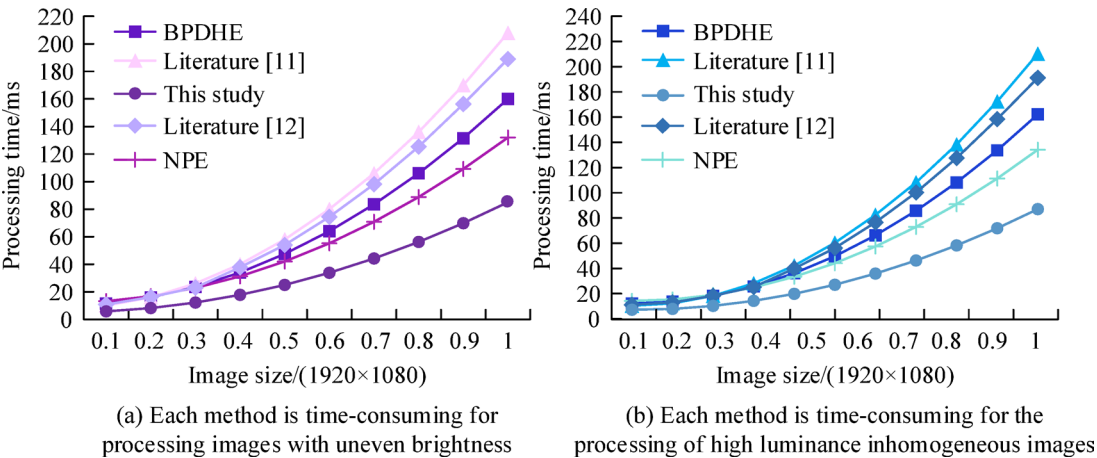 220
200
180
160
140
120
100
80
60
40
20
0
Processing time/ms
BPDHE
Literature [11]
This study
Literature [12]
NPE
0.1 0.2 0.3 0.4 0.5 0.6 0.7 0.8 0.9 1
Image size/(1920×1080)
(a) Each method is time-consuming for
processing images with uneven brightness
240
220
200
180
160
140
120
100
80
60
40
20
0
Processing time/ms
BPDHE
Literature [11]
This study
Literature [12]
NPE
0.1 0.2 0.3 0.4 0.5 0.6 0.7 0.8 0.9 1
Image size/(1920×1080)
(b) Each method is time-consuming for the
processing of high luminance inhomogeneous images